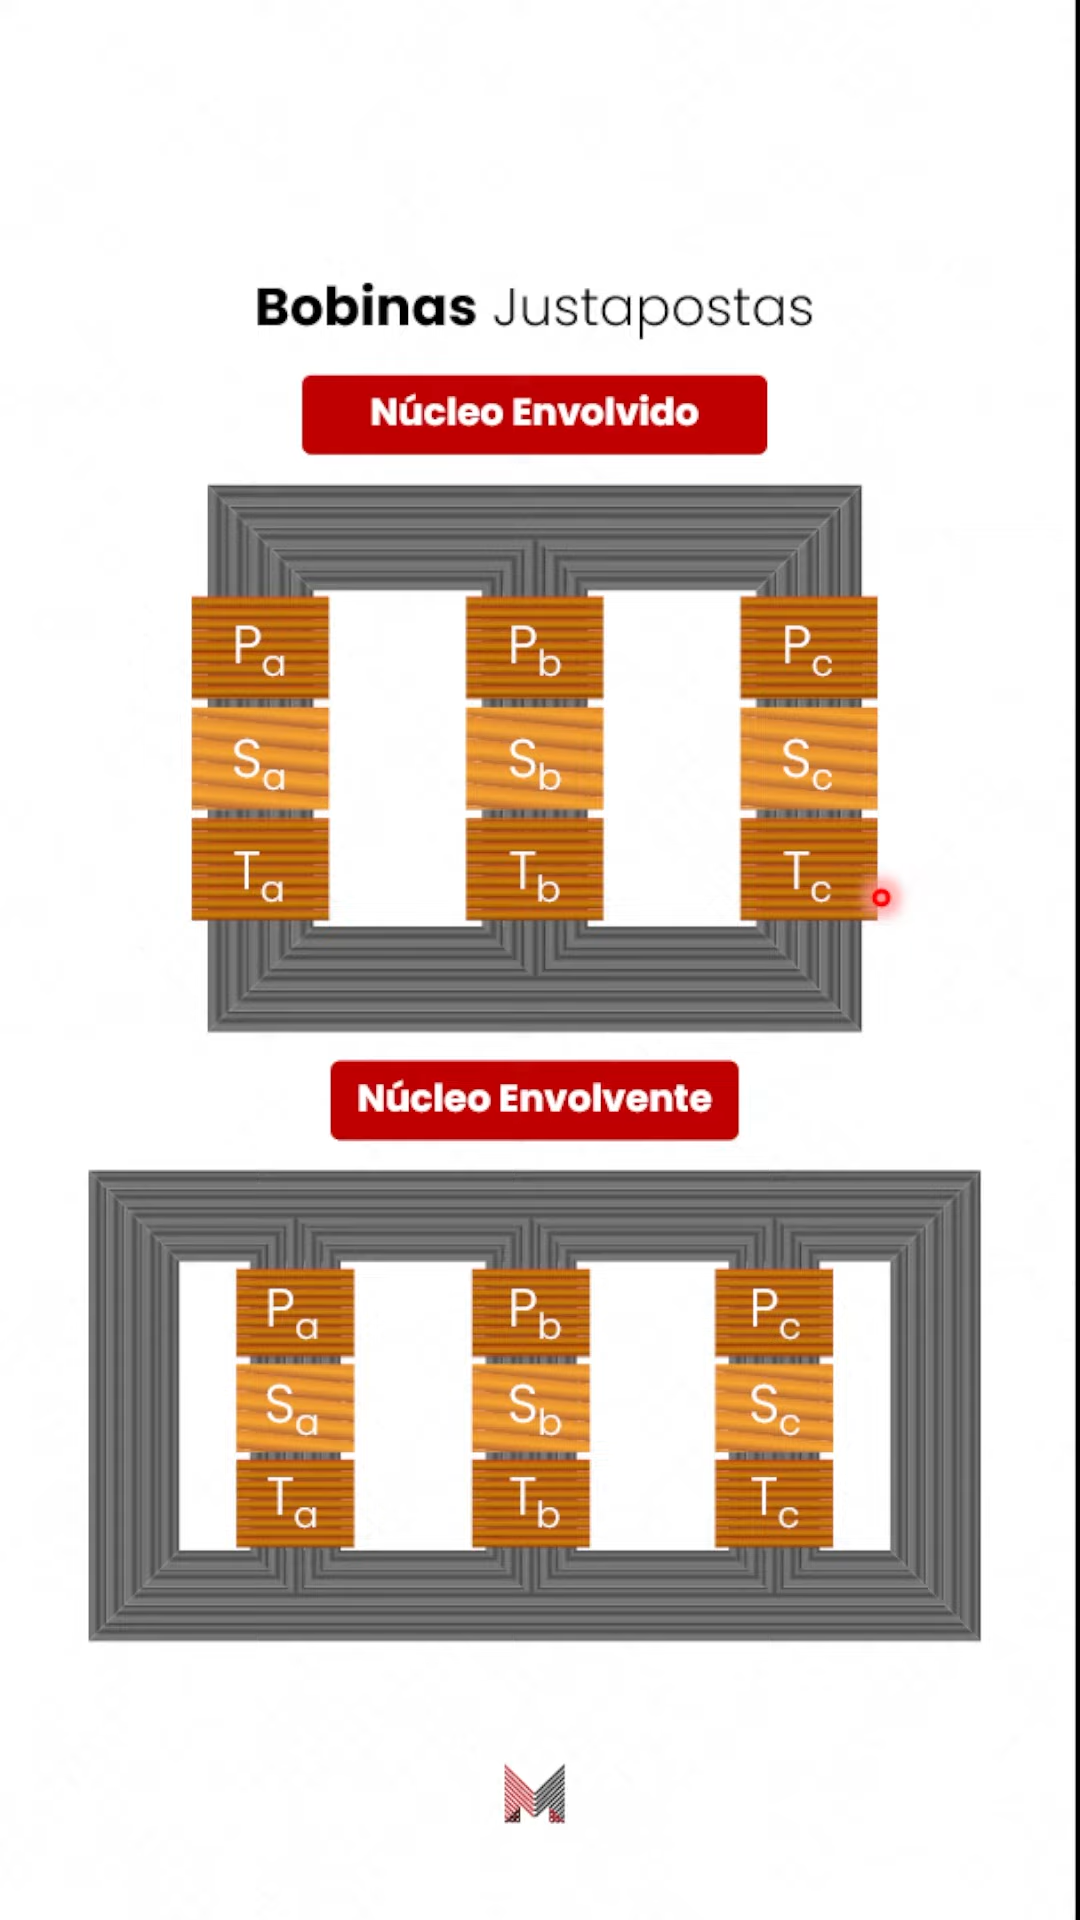 Bobinas Justapostas
Núcleo Envolvido
Pa Pb Pc
Sa Sb Sc
Ta Tb Tc
Núcleo Envolvente
Pa Pb Pc
Sa Sb Sc
Ta Tb Tc
M